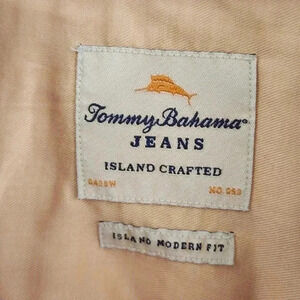 Tommy Bahama®
JEANS
ISLAND CRAFTED
ISLAND MODERN FIT